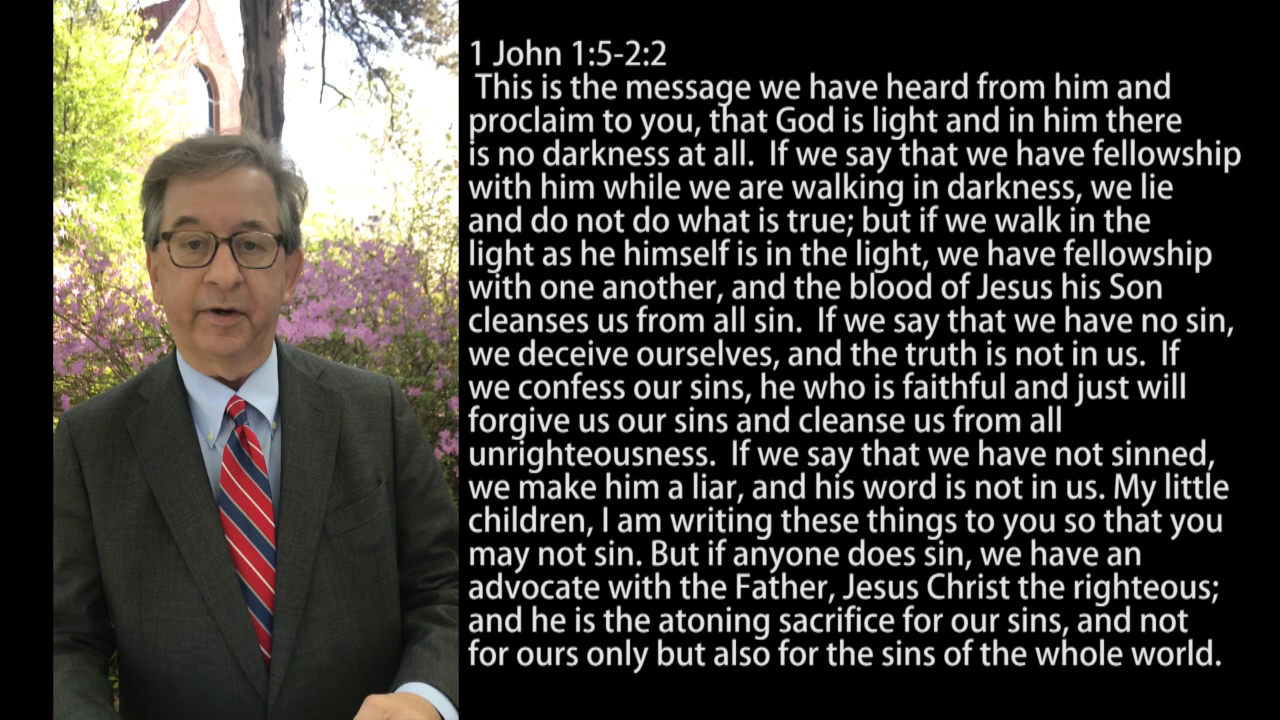 1 John 1:5-2:2
This is the message we have heard from him and
proclaim to you, that God is light and in him there
is no darkness at all.  If we say that we have fellowship
with him while we are walking in darkness, we lie
and do not do what is true; but if we walk in the
light as he himself is in the light, we have fellowship
with one another, and the blood of Jesus his Son
cleanses us from all sin.  If we say that we have no sin,
we deceive ourselves, and the truth is not in us.  If
we confess our sins, he who is faithful and just will
forgive us our sins and cleanse us from all
unrighteousness.  If we say that we have not sinned,
we make him a liar, and his word is not in us. My little
children, I am writing these things to you so that you
may not sin. But if anyone does sin, we have an
advocate with the Father, Jesus Christ the righteous;
and he is the atoning sacrifice for our sins, and not
for ours only but also for the sins of the whole world.